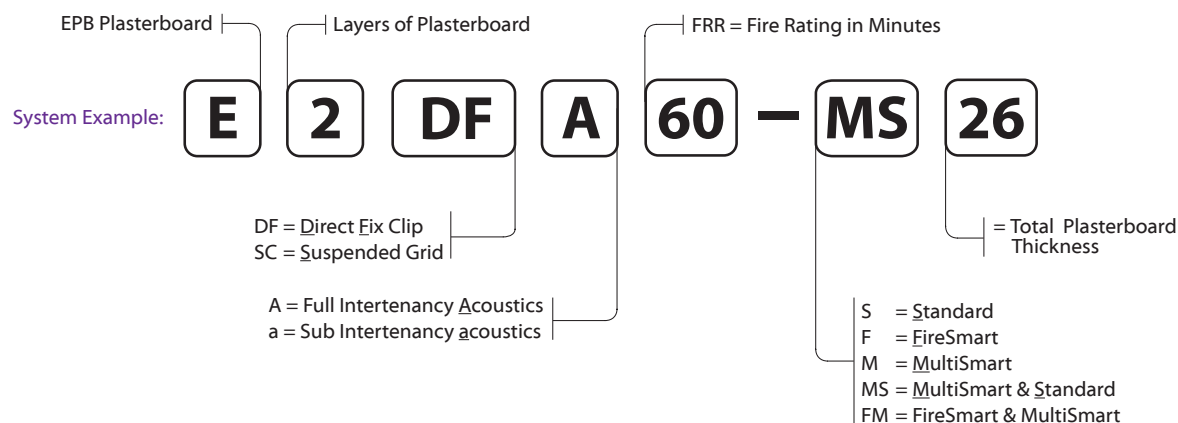 EPB Plasterboard
Layers of Plasterboard
FRR = Fire Rating in Minutes
System Example: E 2 DF A 60 – MS 26
DF = Direct Fix Clip
SC = Suspended Grid
= Total Plasterboard
Thickness
A = Full Intertenancy Acoustics
a = Sub Intertenancy acoustics
S = Standard
F = FireSmart
M = MultiSmart
MS = MultiSmart & Standard
FM = FireSmart & MultiSmart